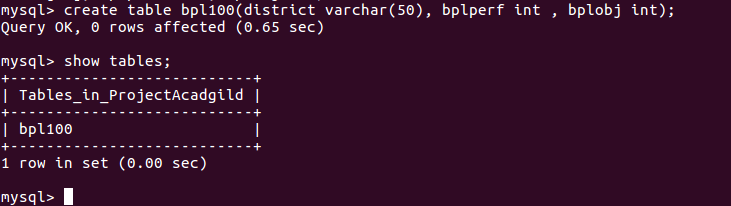 mysql> create table bpl100(district varchar(50), bplperf int , bplobj int);
Query OK, 0 rows affected (0.65 sec)
mysql> show tables;
+---------------------------+
| Tables_in_ProjectAcadgild |
+---------------------------+
| bpl100                    |
+---------------------------+
1 row in set (0.00 sec)
mysql>